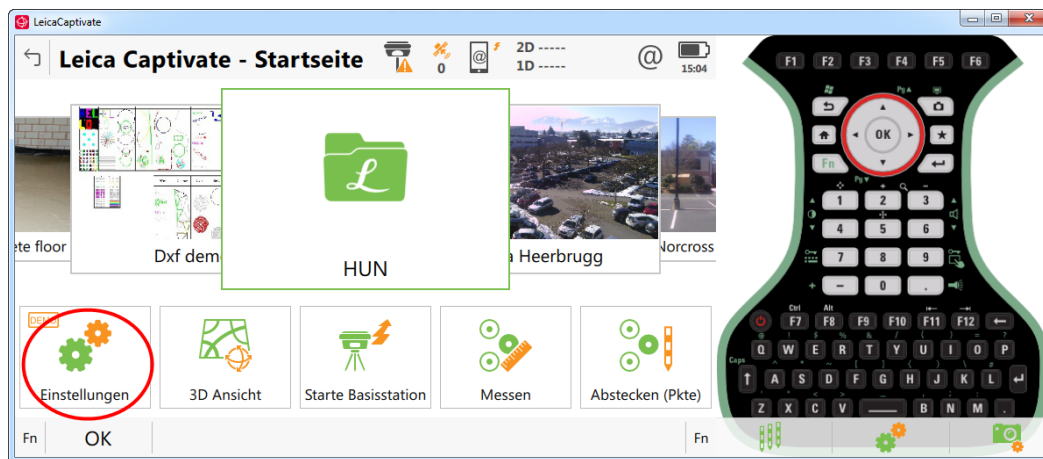 LeicaCaptivate
Leica Captivate - Startseite
0
@
2D -----
1D -----
@
15:04
ete floor
Dxf dem
HUN
a Heerbrugg
Norcross
DEMO
Einstellungen
3D Ansicht
Starte Basisstation
Messen
Abstecken (Pkte)
Fn
OK
Fn
F1 F2 F3 F4 F5 F6
Pg
OK
Fn
Pg
+ -
1 2 3
4 5 6
7 8 9
+ - 0 .
Ctrl Alt
F7 F8 F9 F10 F11 F12
Q W E R T Y U I O P
Caps
A S D F G H J K L
Z X C V B N M .